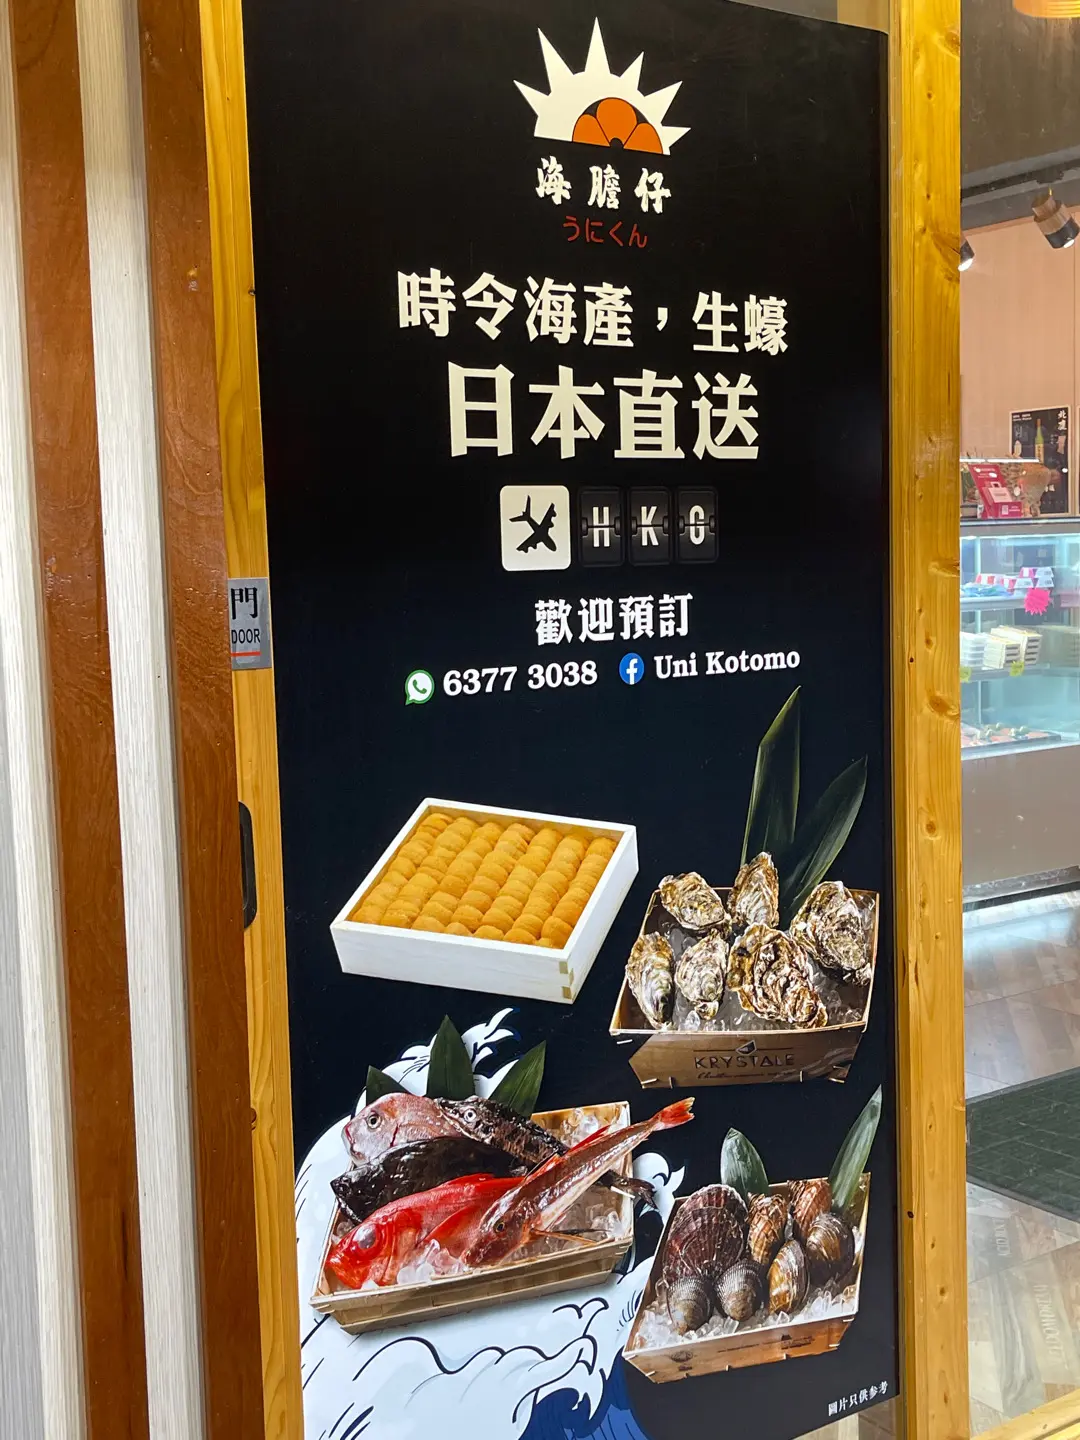 海膽仔
うにくん
時令海產，生蠔
日本直送
HKG
歡迎預訂
6377 3038 Uni Kotomo
門
DOOR
KRYSTALE
圖片只供參考